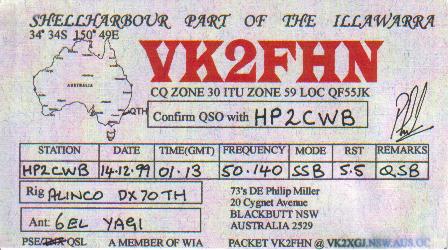 SHELLHARBOUR PART OF THE ILLAWARRA
34° 34S 150° 49E
VK2FHN
AUSTRALIA
QTH
CQ ZONE 30 ITU ZONE 59 LOC QF55JK
Confirm QSO with HP2CWB
STATION DATE TIME(GMT) FREQUENCY MODE RST REMARKS
HP2CWB 14.12.99 01.13 50.140 SSB 5.5 QSB
Rig ALINCO DX70TH
Ant: 6EL YAGI
73's DE Philip Miller
20 Cygnet Avenue
BLACKBUTT NSW
AUSTRALIA 2529
PSE/TNX QSL A MEMBER OF WIA PACKET VK2FHN @ VK2XGJ.NSW.AUS.OC